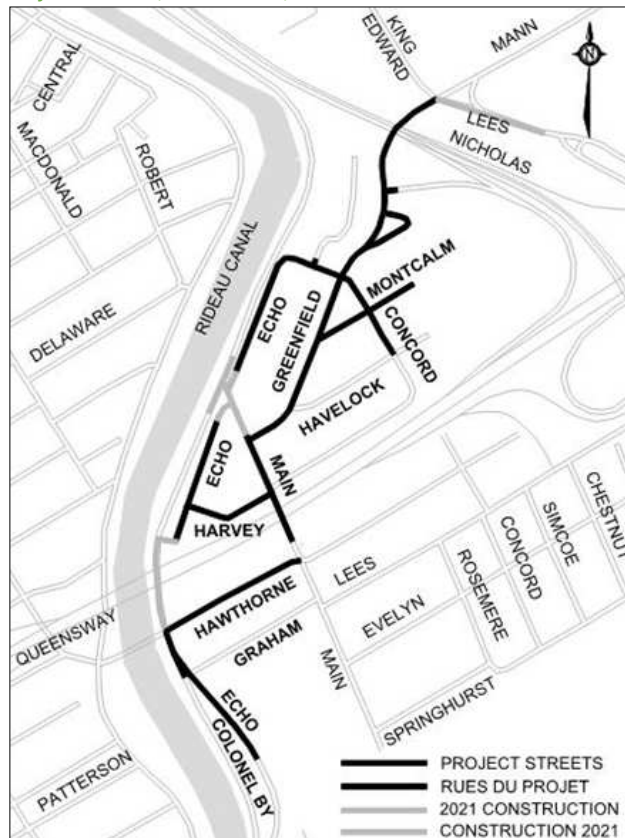 KING
EDWARD
MANN
N
CENTRAL
LEES
NICHOLAS
MACDONALD
ROBERT
RIDEAU CANAL
MONTCALM
ECHO
GREENFIELD
CONCORD
DELAWARE
HAVELOCK
ECHO
MAIN
HARVEY
CHESTNUT
SIMCOE
CONCORD
LEES
ROSEMERE
HAWTHORNE
EVELYN
QUEENSWAY
GRAHAM
MAIN
SPRINGHURST
ECHO
COLONEL BY
PATTERSON
PROJECT STREETS
RUES DU PROJET
2021 CONSTRUCTION
CONSTRUCTION 2021